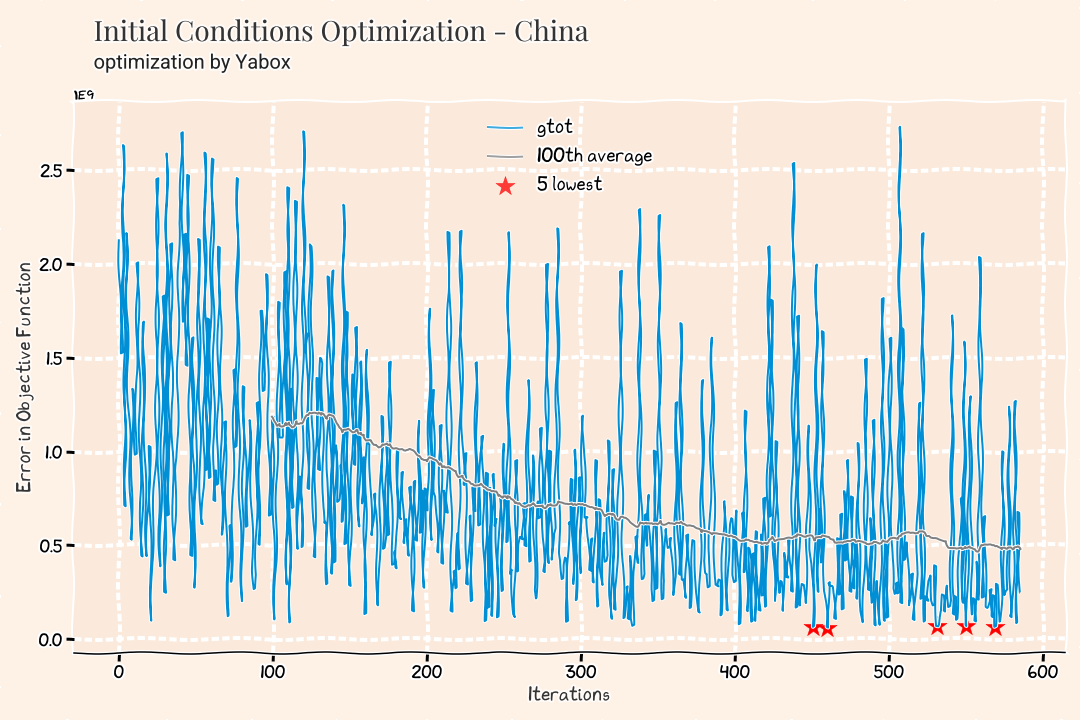 Initial Conditions Optimization - China
optimization by Yabox
1E9
gtot
100th average
5 lowest
2.5
2.0
1.5
1.0
0.5
0.0
Error in Objective Function
0 100 200 300 400 500 600
Iterations